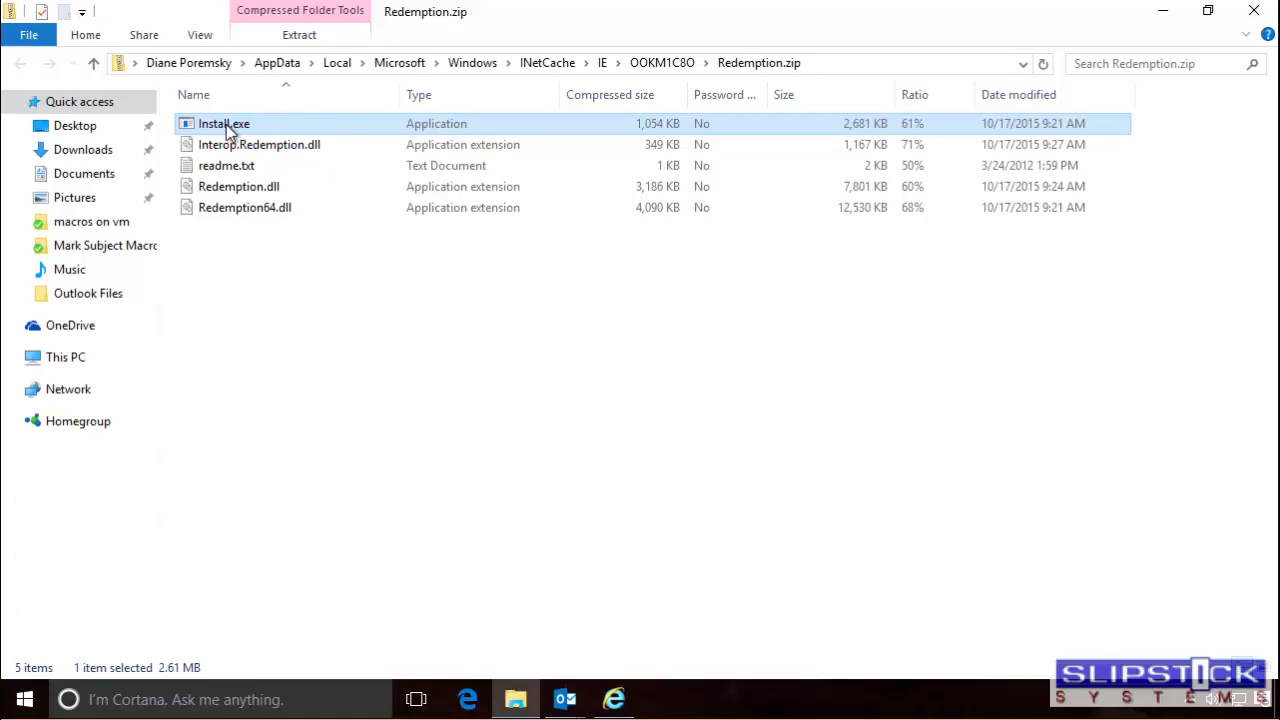 Compressed Folder Tools
Redemption.zip
File
Home
Share
View
Extract
Diane Poremsky
AppData
Local
Microsoft
Windows
INetCache
IE
OOKM1C8O
Redemption.zip
Search Redemption.zip
Name
Type
Compressed size
Password ...
Size
Ratio
Date modified
Install.exe Application 1,054 KB No 2,681 KB 61% 10/17/2015 9:21 AM
Interop.Redemption.dll Application extension 349 KB No 1,167 KB 71% 10/17/2015 9:27 AM
readme.txt Text Document 1 KB No 2 KB 50% 3/24/2012 1:59 PM
Redemption.dll Application extension 3,186 KB No 7,801 KB 60% 10/17/2015 9:24 AM
Redemption64.dll Application extension 4,090 KB No 12,530 KB 68% 10/17/2015 9:21 AM
Quick access
Desktop
Downloads
Documents
Pictures
macros on vm
Mark Subject Macro
Music
Outlook Files
OneDrive
This PC
Network
Homegroup
5 items 1 item selected 2.61 MB
I'm Cortana. Ask me anything.
SLIPSTICK
SYSTEMS